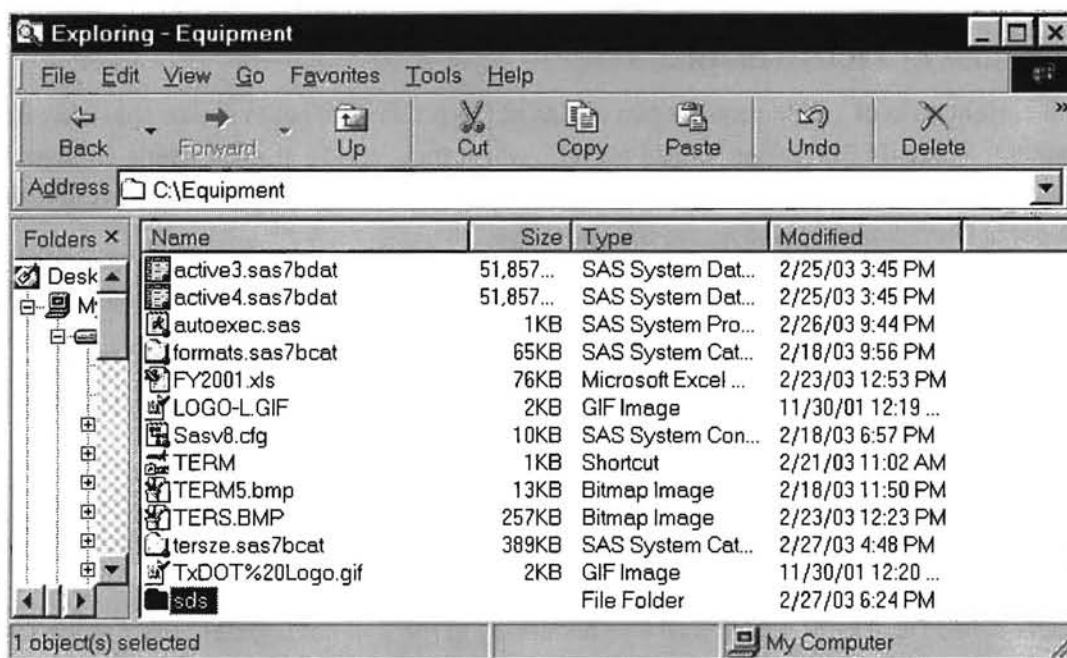 Exploring - Equipment
File Edit View Go Favorites Tools Help
Back Forward Up Cut Copy Paste Undo Delete »
Address C:\Equipment
Folders × Name Size Type Modified
Desk active3.sas7bdat 51,857... SAS System Dat... 2/25/03 3:45 PM
M active4.sas7bdat 51,857... SAS System Dat... 2/25/03 3:45 PM
autoexec.sas 1KB SAS System Pro... 2/26/03 9:44 PM
formats.sas7bcat 65KB SAS System Cat... 2/18/03 9:56 PM
FY2001.xls 76KB Microsoft Excel ... 2/23/03 12:53 PM
LOGO-L.GIF 2KB GIF Image 11/30/01 12:19 ...
Sasv8.cfg 10KB SAS System Con... 2/18/03 6:57 PM
TERM 1KB Shortcut 2/21/03 11:02 AM
TERM5.bmp 13KB Bitmap Image 2/18/03 11:50 PM
TERS.BMP 257KB Bitmap Image 2/23/03 12:23 PM
tersze.sas7bcat 389KB SAS System Cat... 2/27/03 4:48 PM
TxDOT%20Logo.gif 2KB GIF Image 11/30/01 12:20 ...
sds File Folder 2/27/03 6:24 PM
1 object(s) selected My Computer